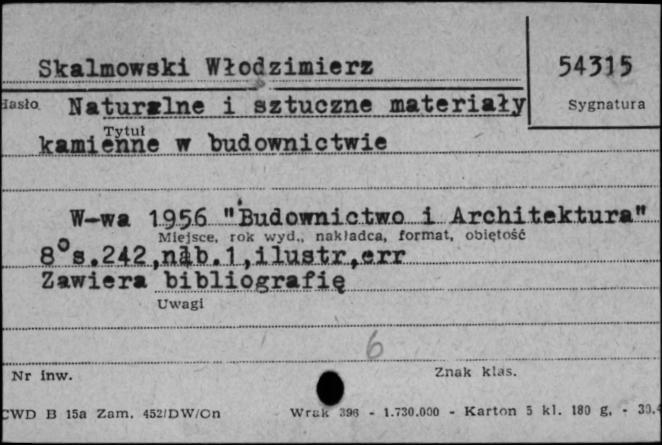 Skalmowski Włodzimierz
54315
Hasło
Naturalne i sztuczne materiały
Sygnatura
Tytuł
kamienne w budownictwie
W-wa 1956 "Budownictwo i Architektura"
Miejsce, rok wyd., nakładca, format, objętość
8° s.242,nlb.1,ilustr,err
Zawiera bibliografię
Uwagi
6
Nr inw.
Znak klas.
CWD B 15a Zam. 452/DW/Cn
Wrak 396 - 1.730.000 - Karton 5 kl. 180 g. - 30.4